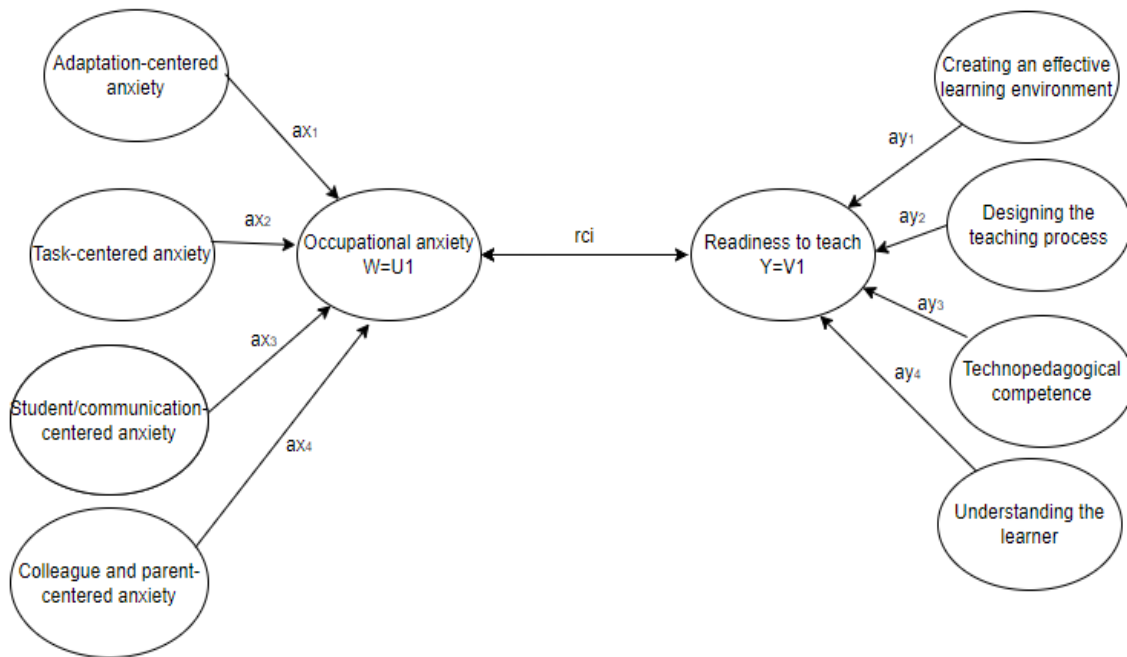 Adaptation-centered
anxiety
ax1
Task-centered anxiety
ax2
Student/communication-
centered anxiety
ax3
Colleague and parent-
centered anxiety
ax4
Occupational anxiety
W=U1
rci
Readiness to teach
Y=V1
ay1
Creating an effective
learning environment
ay2
Designing the
teaching process
ay3
Technopedagogical
competence
ay4
Understanding the
learner